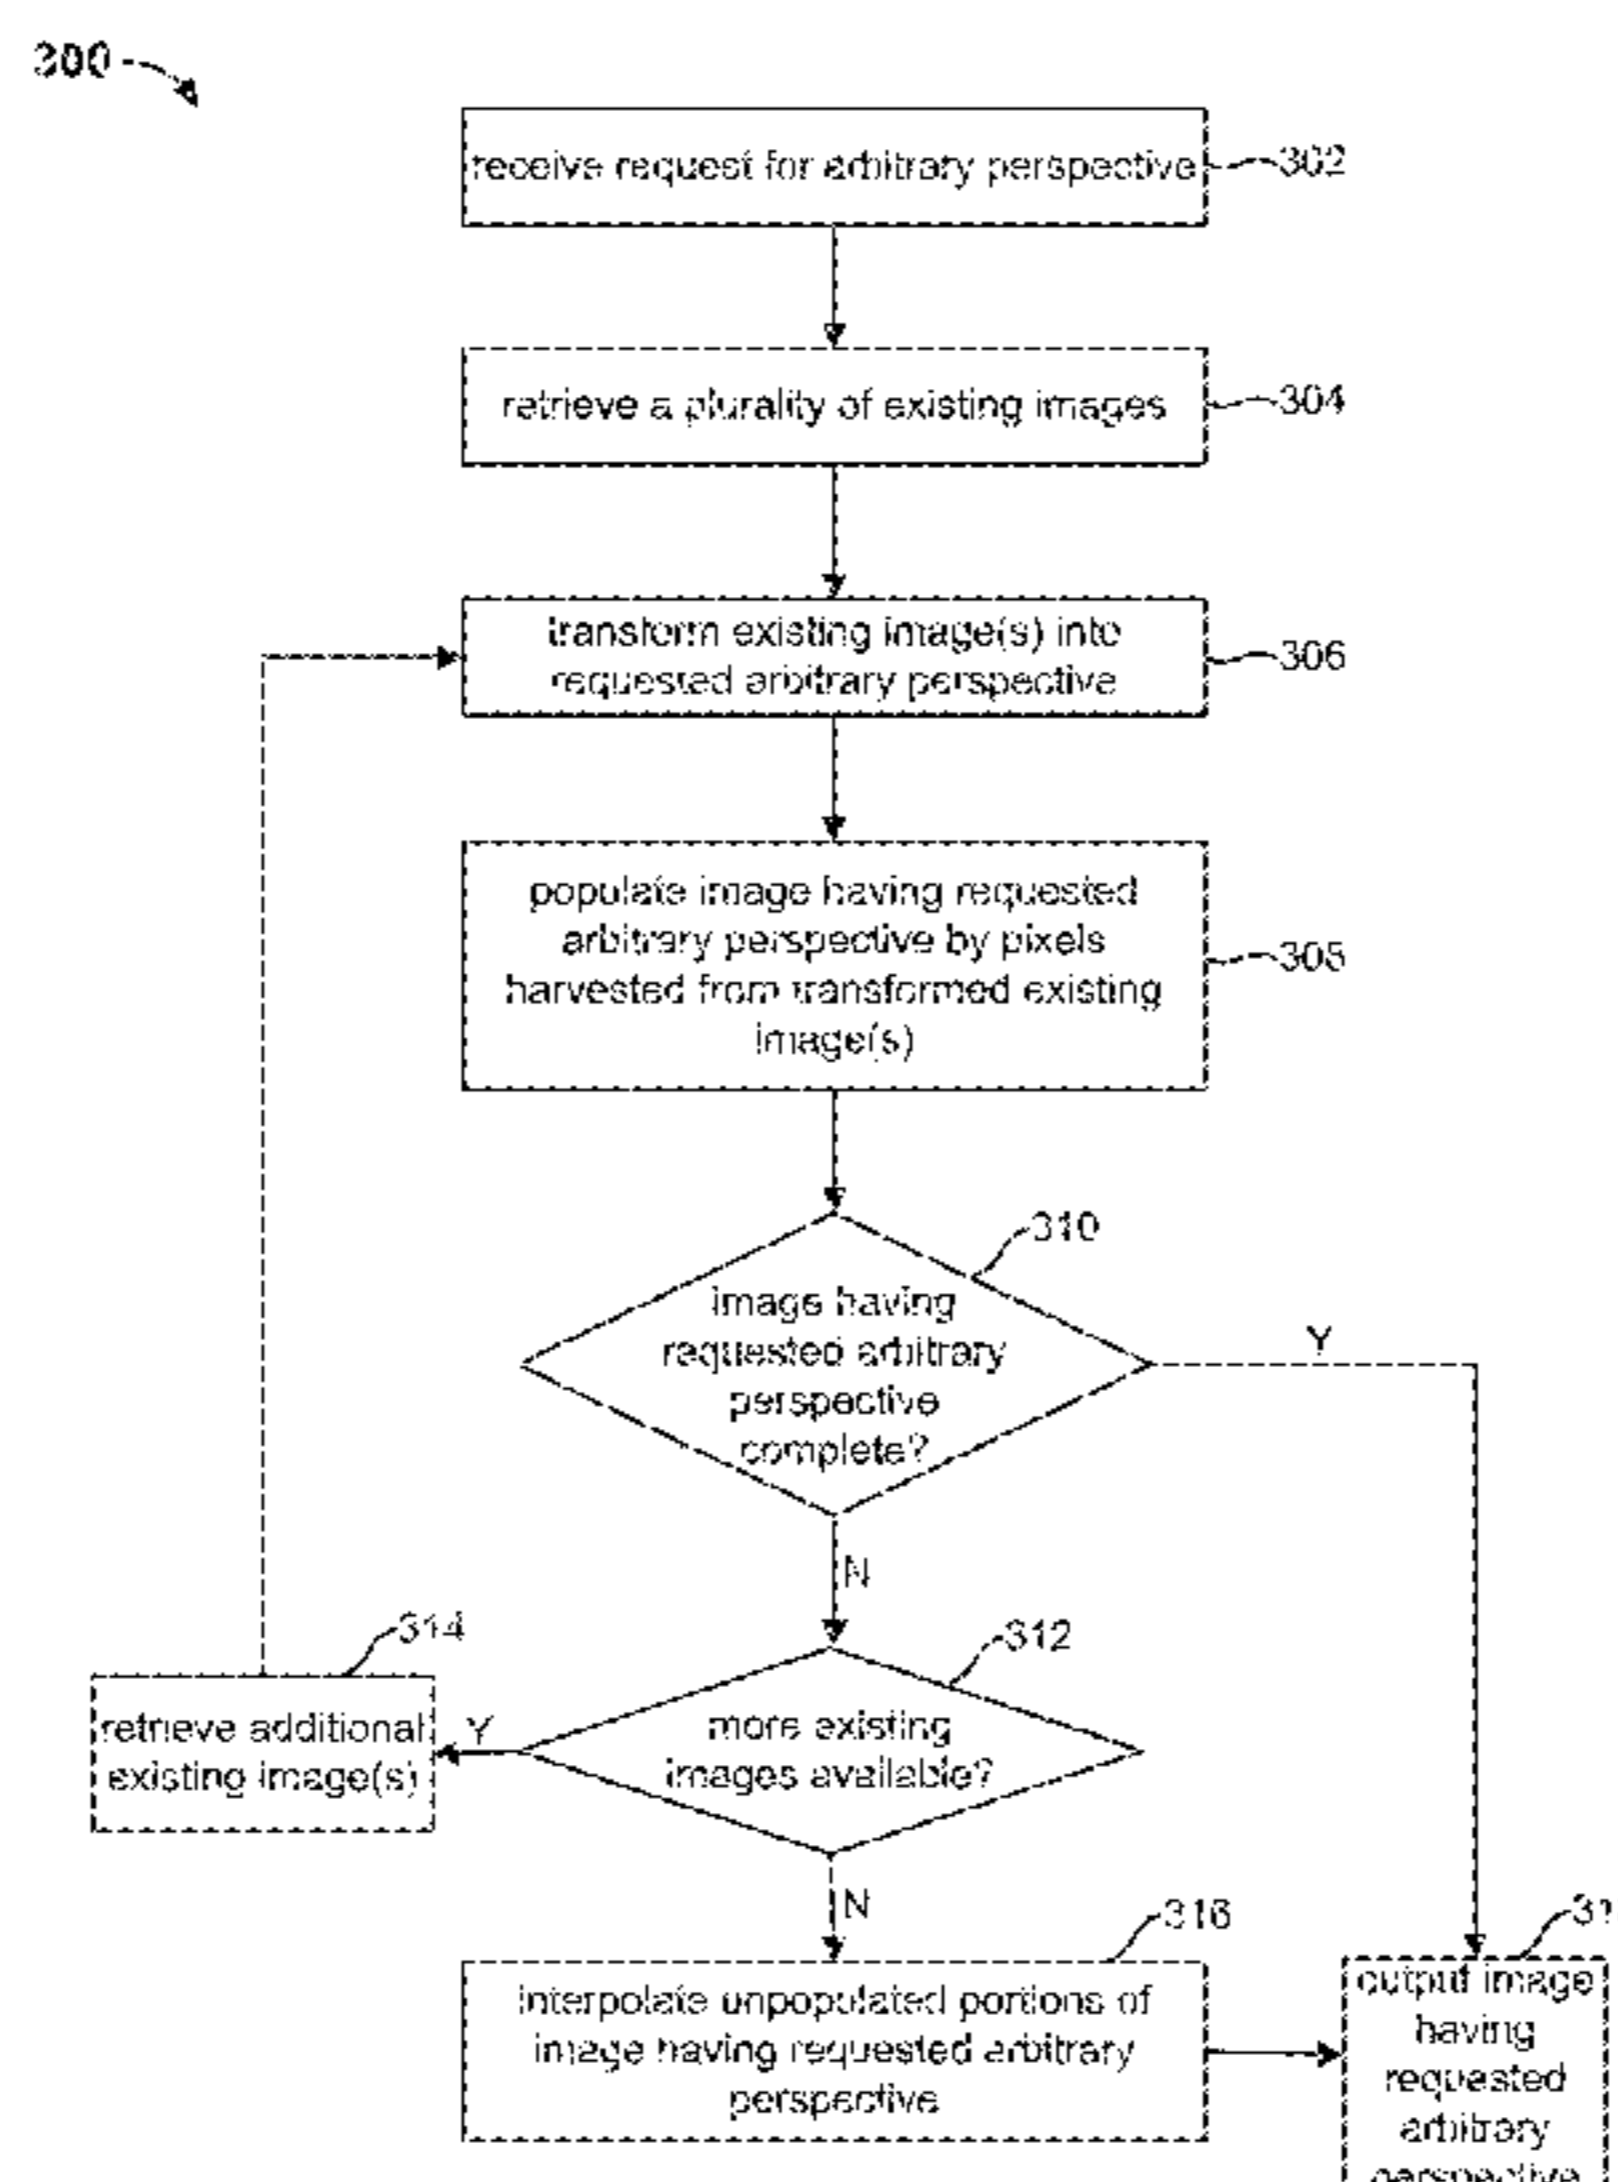 300
receive request for arbitrary perspective
302
retrieve a plurality of existing images
304
transform existing image(s) into
requested arbitrary perspective
306
populate image having requested
arbitrary perspective by pixels
harvested from transformed existing
image(s)
308
310
image having
requested arbitrary
perspective
complete?
Y
N
314
312
retrieve additional
existing image(s)
Y
more existing
images available?
N
316
31
interpolate unpopulated portions of
image having requested arbitrary
perspective
output image
having
requested
arbitrary
perspective